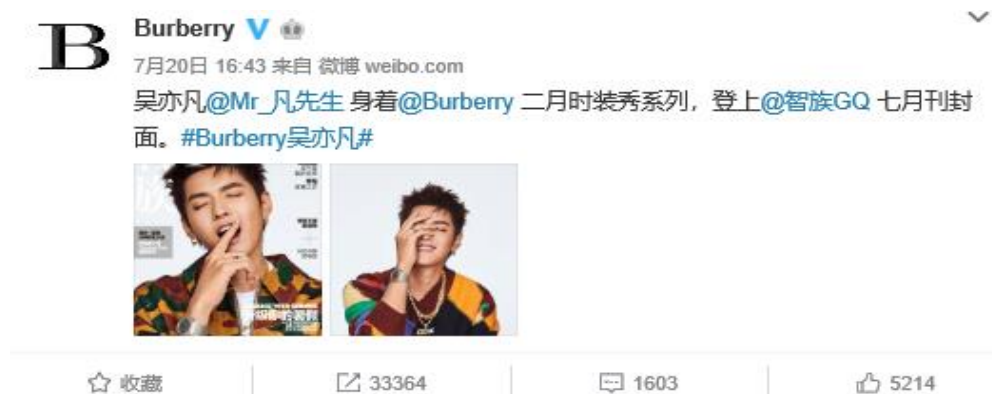 B
Burberry
7月20日 16:43 来自 微博 weibo.com
吴亦凡@Mr_凡先生 身着@Burberry 二月时装秀系列，登上@智族GQ 七月刊封
面。#Burberry吴亦凡#
族
收藏
33364
1603
5214